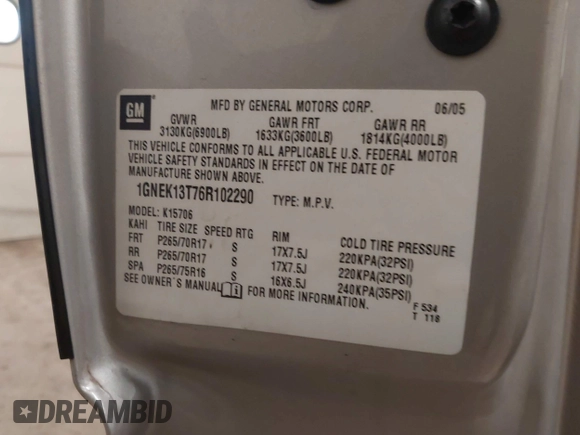 GM
MFD BY GENERAL MOTORS CORP. 06/05
GVWR GAWR FRT GAWR RR
3130KG(6900LB) 1633KG(3600LB) 1814KG(4000LB)
THIS VEHICLE CONFORMS TO ALL APPLICABLE U.S. FEDERAL MOTOR
VEHICLE SAFETY STANDARDS IN EFFECT ON THE DATE OF
MANUFACTURE SHOWN ABOVE.
1GNEK13T76R102290 TYPE: M.P.V.
MODEL: K15706
KAHI TIRE SIZE SPEED RTG RIM COLD TIRE PRESSURE
FRT P265/70R17 S 17X7.5J 220KPA(32PSI)
RR P265/70R17 S 17X7.5J 220KPA(32PSI)
SPA P265/75R16 S 16X6.5J 240KPA(35PSI)
SEE OWNER'S MANUAL FOR MORE INFORMATION.
F 534
T 118
DREAMBID